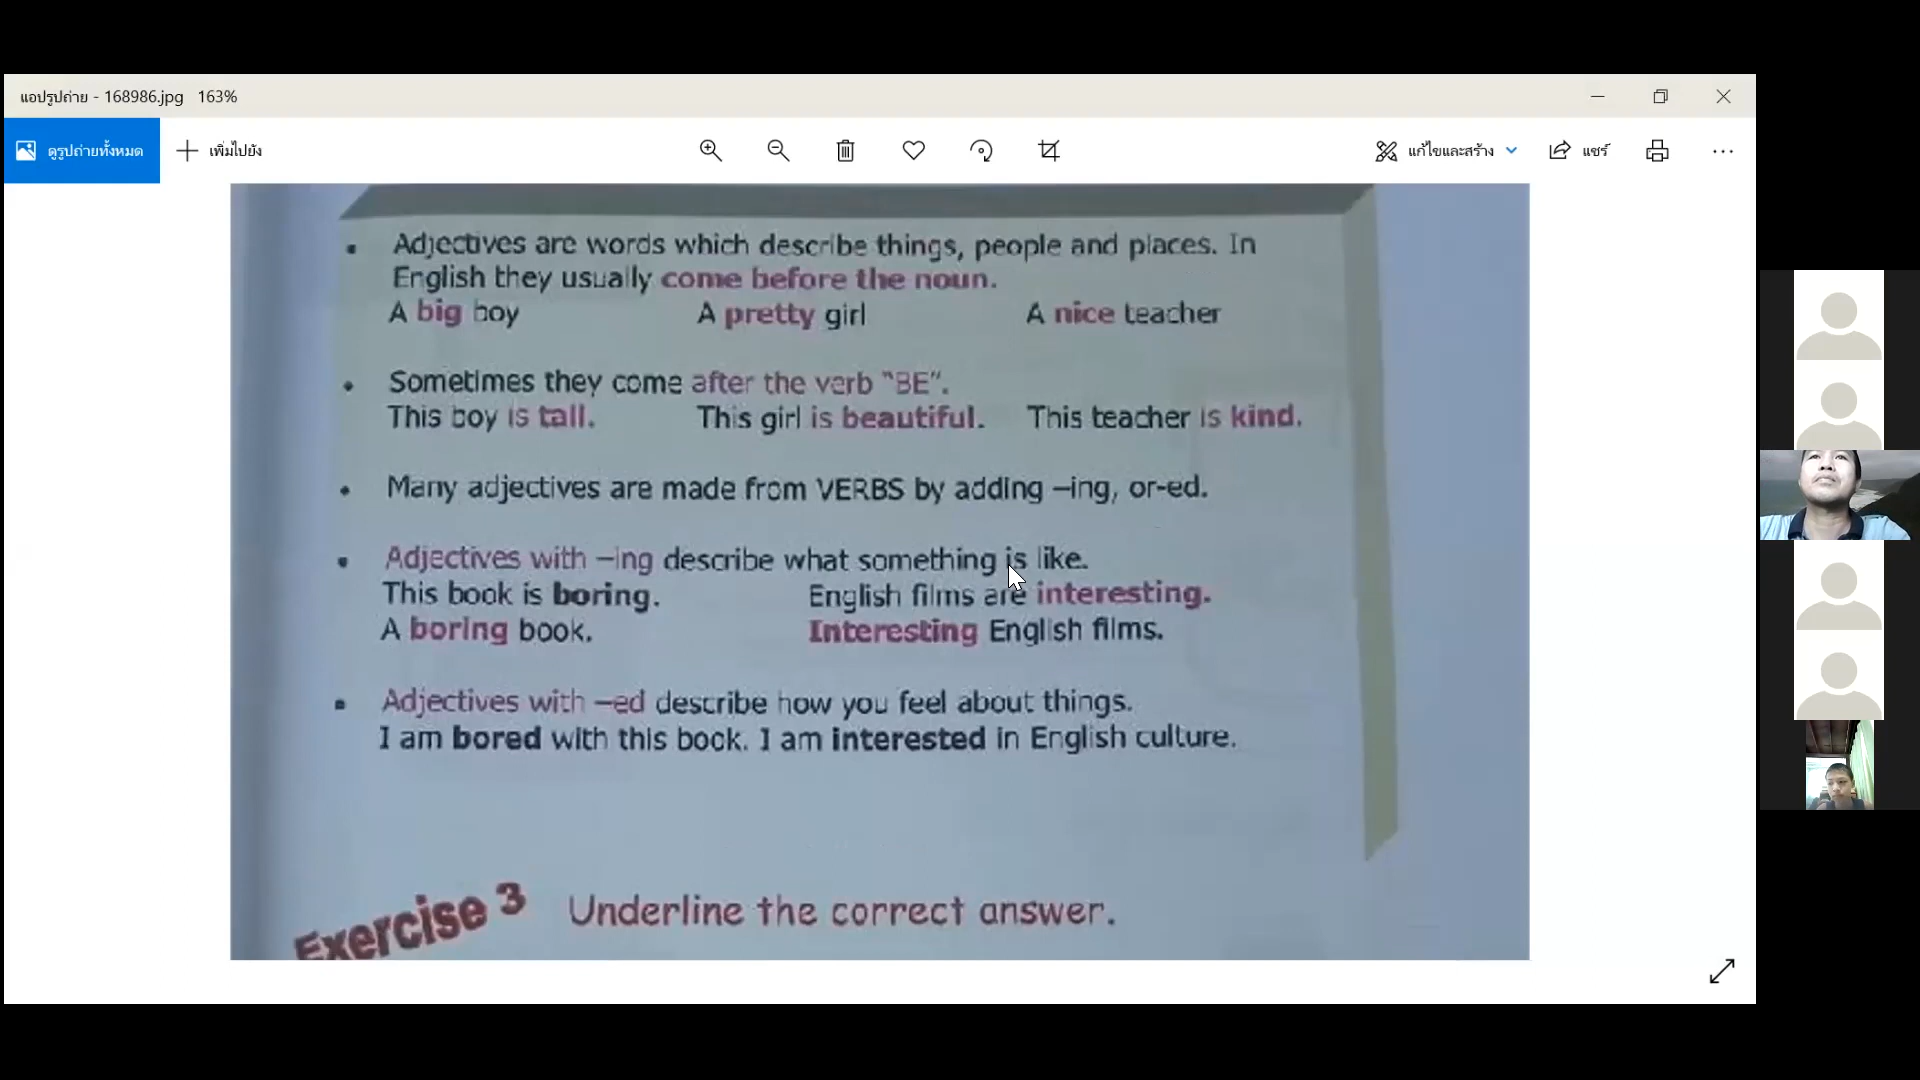 แอปรูปถ่าย - 168986.jpg 163%
ดูรูปถ่ายทั้งหมด เพิ่มไปยัง แก้ไขและสร้าง แชร์
• Adjectives are words which describe things, people and places. In
English they usually come before the noun.
A big boy A pretty girl A nice teacher
• Sometimes they come after the verb "BE".
This boy is tall. This girl is beautiful. This teacher is kind.
• Many adjectives are made from VERBS by adding –ing, or-ed.
• Adjectives with –ing describe what something is like.
This book is boring. English films are interesting.
A boring book. Interesting English films.
• Adjectives with –ed describe how you feel about things.
I am bored with this book. I am interested in English culture.
Exercise 3 Underline the correct answer.